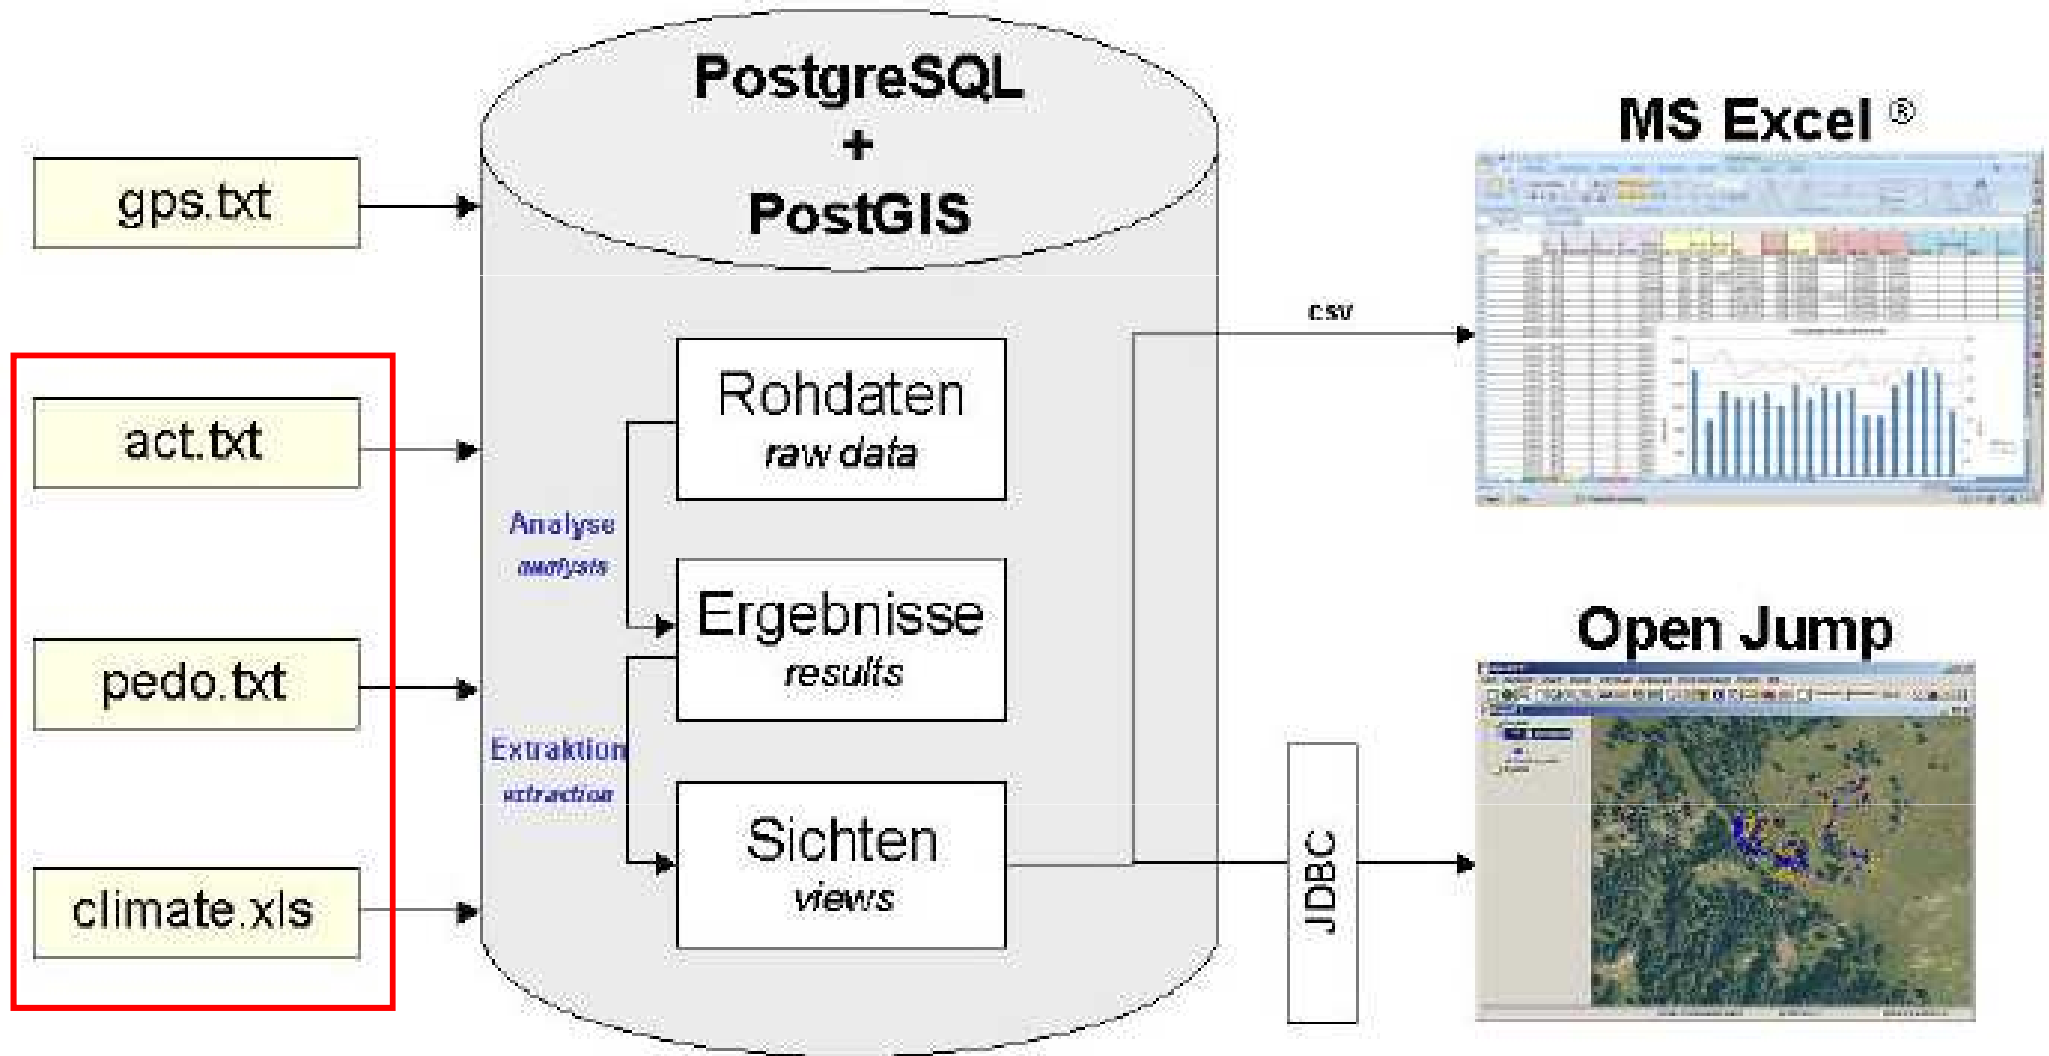 PostgreSQL
+
PostGIS
gps.txt
act.txt
pedo.txt
climate.xls
Rohdaten
raw data
Analyse
analysis
Ergebnisse
results
Extraktion
extraction
Sichten
views
csv
JDBC
MS Excel ®
Open Jump